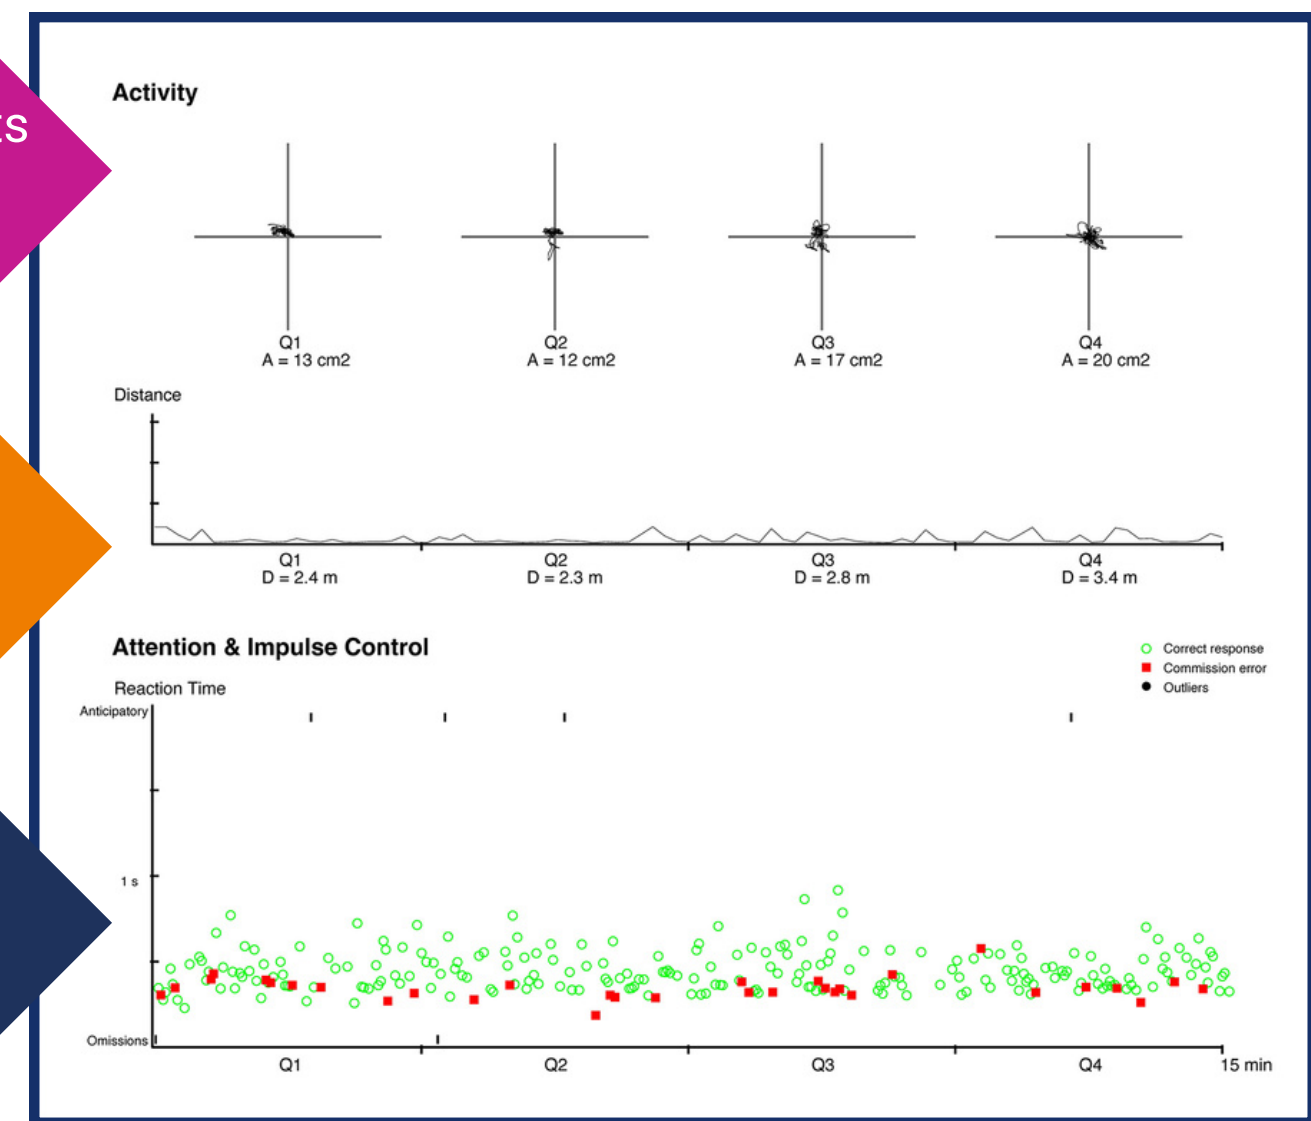 Activity
Q1 Q2 Q3 Q4
A = 13 cm2 A = 12 cm2 A = 17 cm2 A = 20 cm2
Distance
Q1 Q2 Q3 Q4
D = 2.4 m D = 2.3 m D = 2.8 m D = 3.4 m
Attention & Impulse Control
Correct response
Commission error
Outliers
Reaction Time
Anticipatory
1 s
Omissions
Q1 Q2 Q3 Q4 15 min